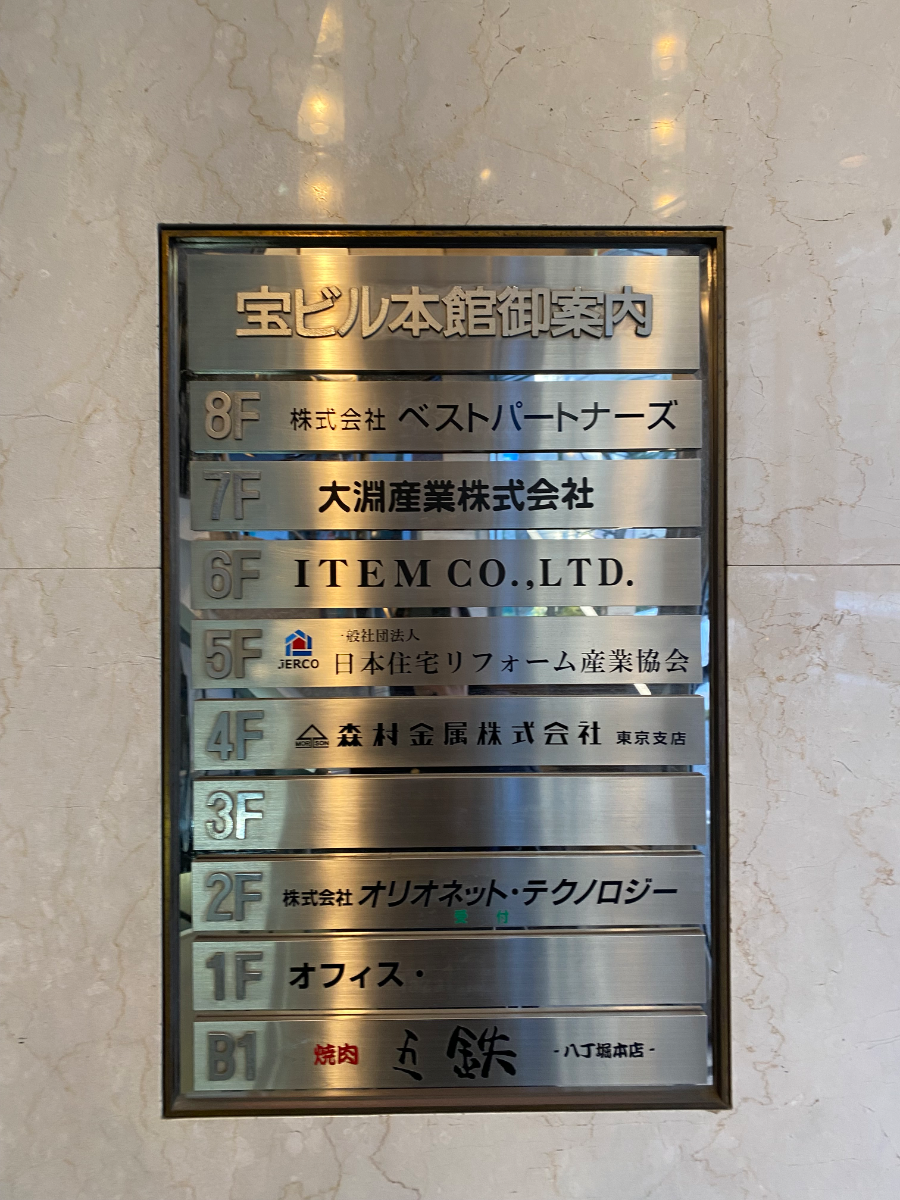 宝ビル本館御案内
8F 株式会社 ベストパートナーズ
7F 大淵産業株式会社
6F ITEM CO.,LTD.
5F JERCO 一般社団法人
日本住宅リフォーム産業協会
4F MORISON 森村金属株式会社 東京支店
3F
2F 株式会社 オリオネット・テクノロジー
受付
1F オフィス・
B1 焼肉 鉄 -八丁堀本店-